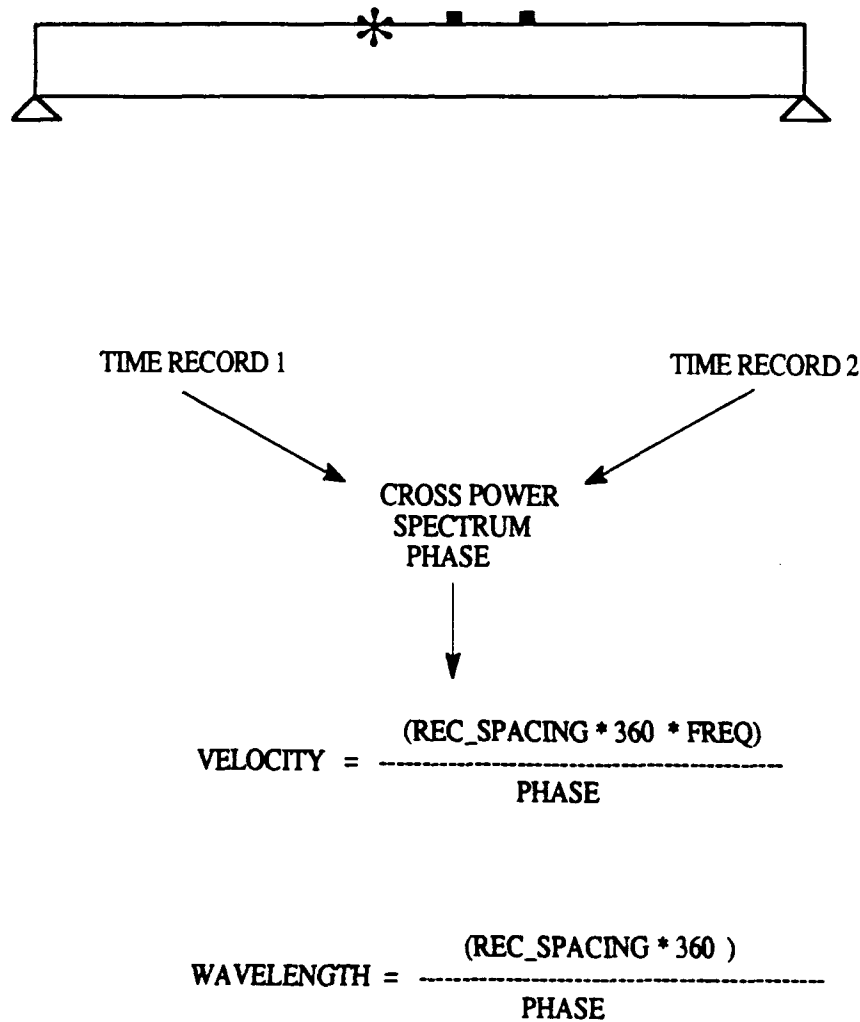 TIME RECORD 1
TIME RECORD 2
CROSS POWER
SPECTRUM
PHASE
(REC_SPACING * 360 * FREQ)
VELOCITY = ----------------------------------------
PHASE
(REC_SPACING * 360 )
WAVELENGTH = ----------------------------------------
PHASE